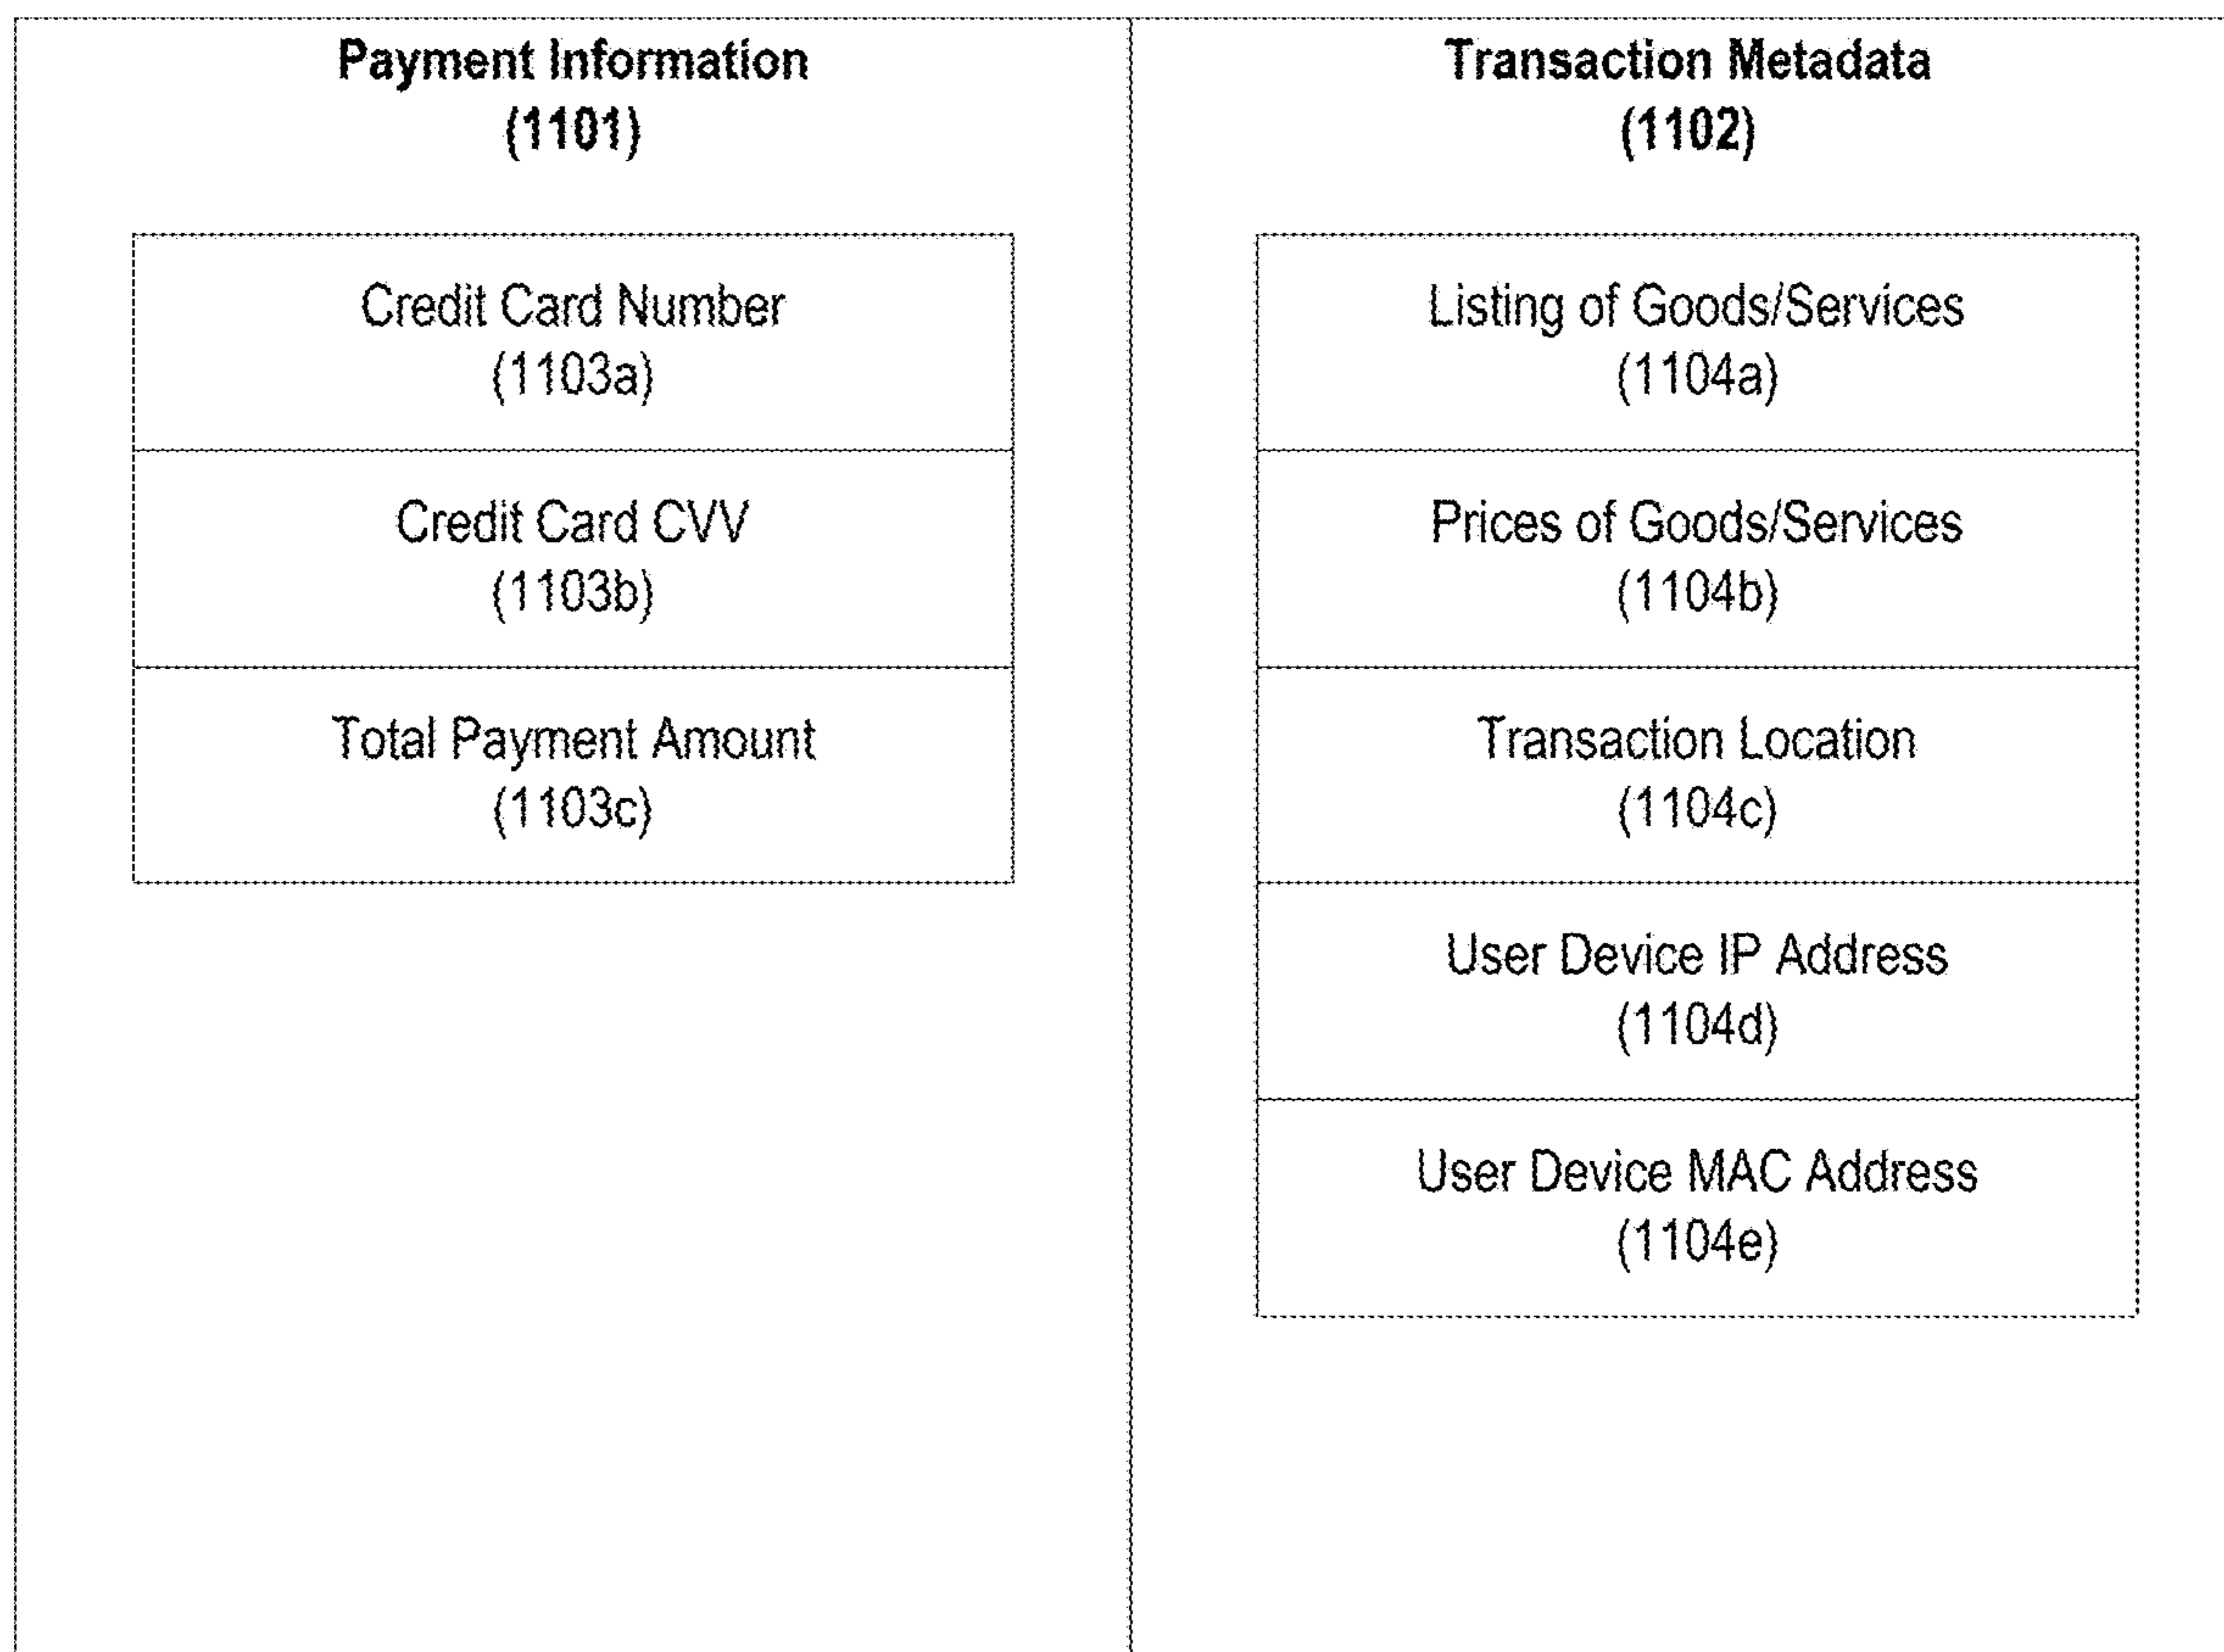 Payment Information
(1101)
Credit Card Number
(1103a)
Credit Card CVV
(1103b)
Total Payment Amount
(1103c)
Transaction Metadata
(1102)
Listing of Goods/Services
(1104a)
Prices of Goods/Services
(1104b)
Transaction Location
(1104c)
User Device IP Address
(1104d)
User Device MAC Address
(1104e)